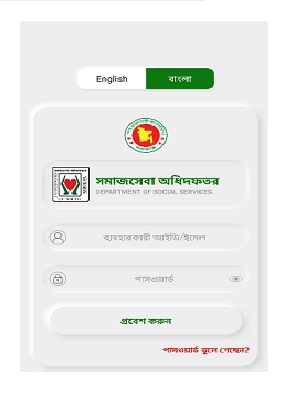 English
বাংলা
সমাজসেবা অধিদফতর
DEPARTMENT OF SOCIAL SERVICES
ব্যবহারকারী আইডি/ইমেল
পাসওয়ার্ড
প্রবেশ করুন
পাসওয়ার্ড ভুলে গেছেন?